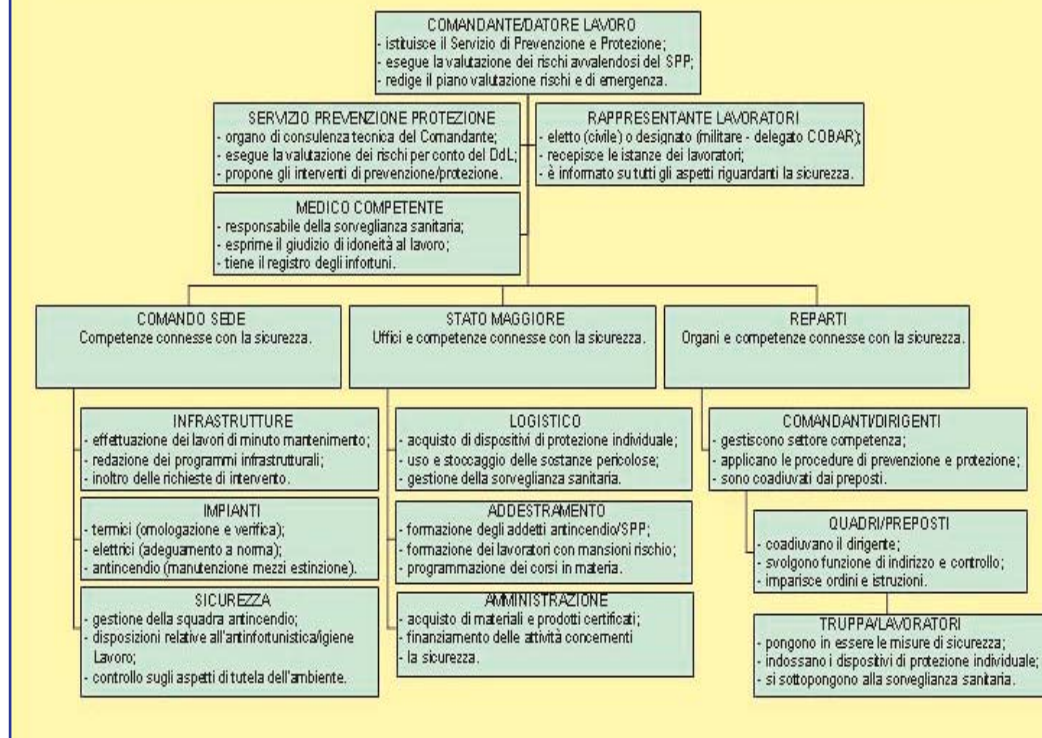 COMANDANTE/DATORE LAVORO
- istituisce il Servizio di Prevenzione e Protezione;
- esegue la valutazione dei rischi avvalendosi del SPP;
- redige il piano valutazione rischi e di emergenza.
SERVIZIO PREVENZIONE PROTEZIONE
- organo di consulenza tecnica del Comandante;
- esegue la valutazione dei rischi per conto del DdL;
- propone gli interventi di prevenzione/protezione.
RAPPRESENTANTE LAVORATORI
- eletto (civile) o designato (militare - delegato COBAR);
- recepisce le istanze dei lavoratori;
- è informato su tutti gli aspetti riguardanti la sicurezza.
MEDICO COMPETENTE
- responsabile della sorveglianza sanitaria;
- esprime il giudizio di idoneità al lavoro;
- tiene il registro degli infortuni.
COMANDO SEDE
Competenze connesse con la sicurezza.
STATO MAGGIORE
Uffici e competenze connesse con la sicurezza.
REPARTI
Organi e competenze connesse con la sicurezza.
INFRASTRUTTURE
- effettuazione dei lavori di minuto mantenimento;
- redazione dei programmi infrastrutturali;
- inoltro delle richieste di intervento.
IMPIANTI
- termici (omologazione e verifica);
- elettrici (adeguamento a norma);
- antincendio (manutenzione mezzi estinzione).
SICUREZZA
- gestione della squadra antincendio;
- disposizioni relative all'antinfotunistica/igiene
Lavoro;
- controllo sugli aspetti di tutela dell'ambiente.
LOGISTICO
- acquisto di dispositivi di protezione individuale;
- uso e stoccaggio delle sostanze pericolose;
- gestione della sorveglianza sanitaria.
ADDESTRAMENTO
- formazione degli addetti antincendio/SPP;
- formazione dei lavoratori con mansioni rischio;
- programmazione dei corsi in materia.
AMMINISTRAZIONE
- acquisto di materiali e prodotti certificati;
- finanziamento delle attività concernenti
- la sicurezza.
COMANDANTI/DIRIGENTI
- gestiscono settore competenza;
- applicano le procedure di prevenzione e protezione;
- sono coadiuvati dai preposti.
QUADRI/PREPOSTI
- coadiuvano il dirigente;
- svolgono funzione di indirizzo e controllo;
- imparisce ordini e istruzioni.
TRUPPA/LAVORATORI
- pongono in essere le misure di sicurezza;
- indossano i dispositivi di protezione individuale;
- si sottopongono alla sorveglianza sanitaria.